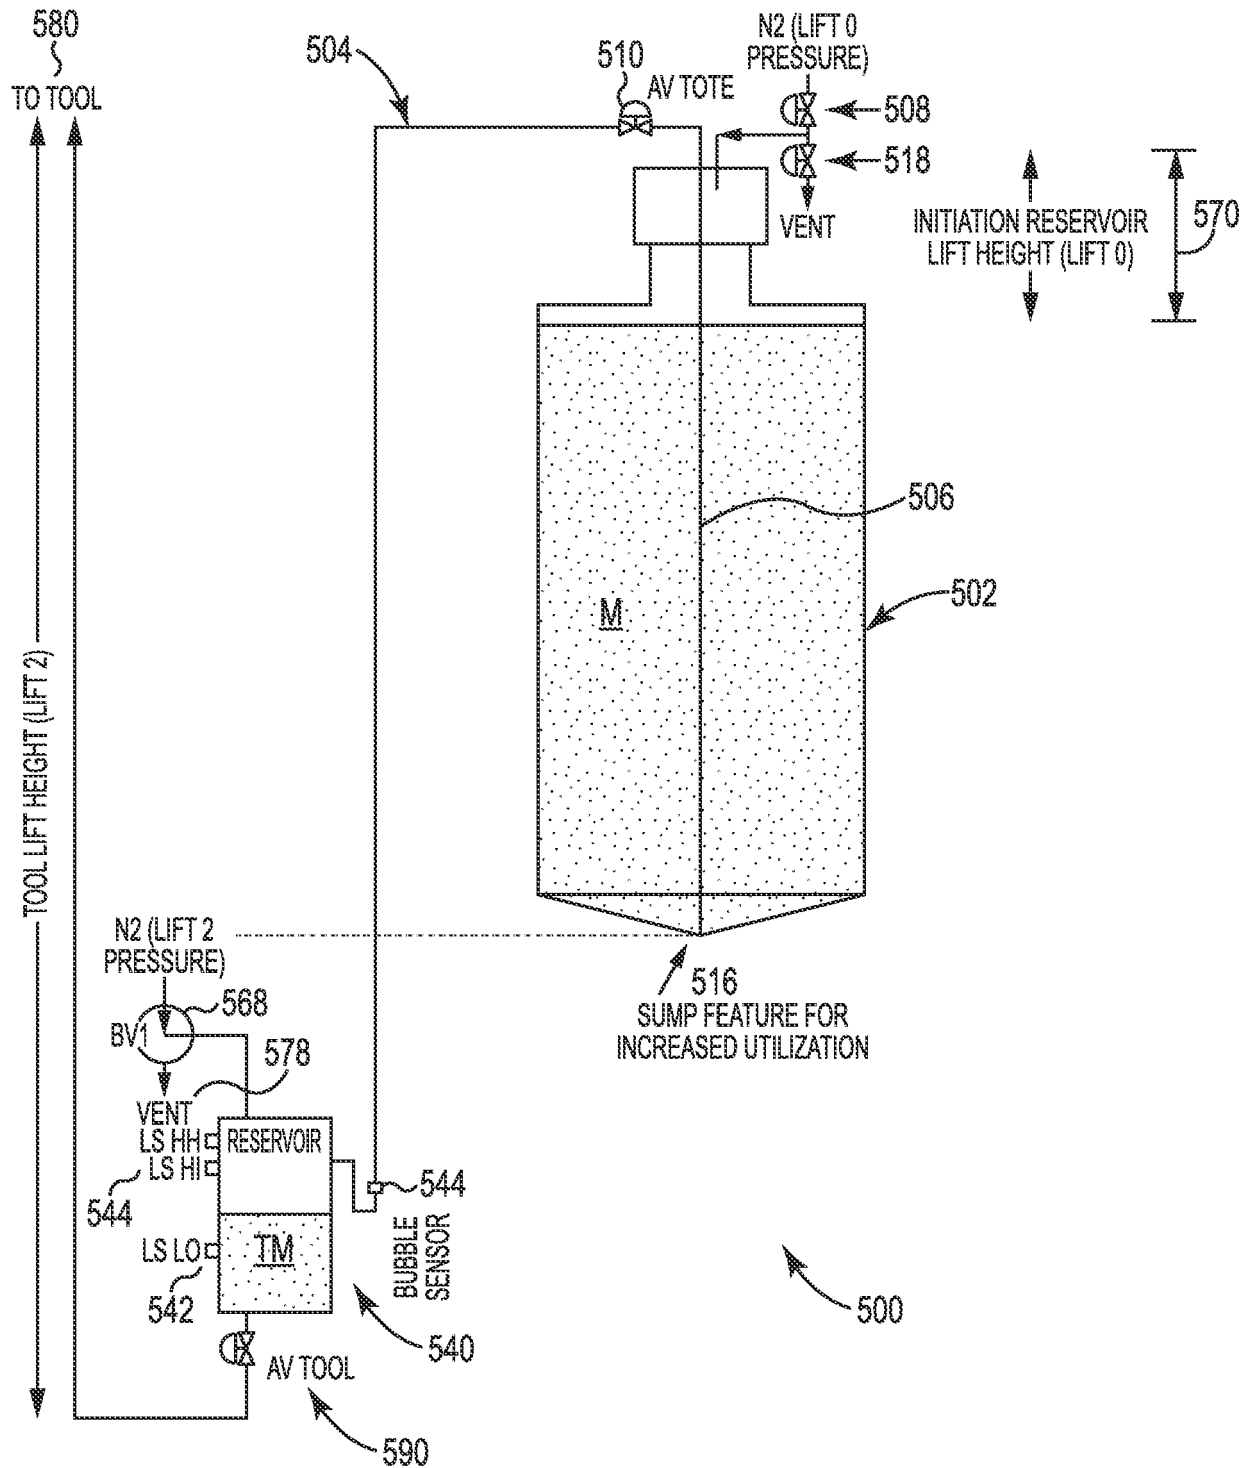 580
TO TOOL
504
510
AV TOTE
N2 (LIFT 0
PRESSURE)
508
518
VENT
INITIATION RESERVOIR
LIFT HEIGHT (LIFT 0)
570
506
M
502
TOOL LIFT HEIGHT (LIFT 2)
N2 (LIFT 2
PRESSURE)
516
SUMP FEATURE FOR
INCREASED UTILIZATION
568
BV1
578
VENT
LS HH
RESERVOIR
LS HI
544
544
BUBBLE
SENSOR
LS LO
TM
542
540
500
AV TOOL
590